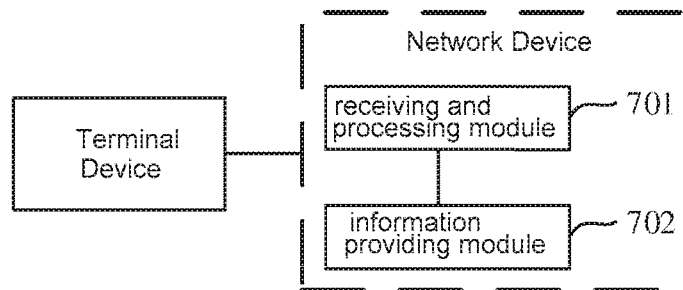 Network Device
Terminal
Device
receiving and
processing module
701
information
providing module
702